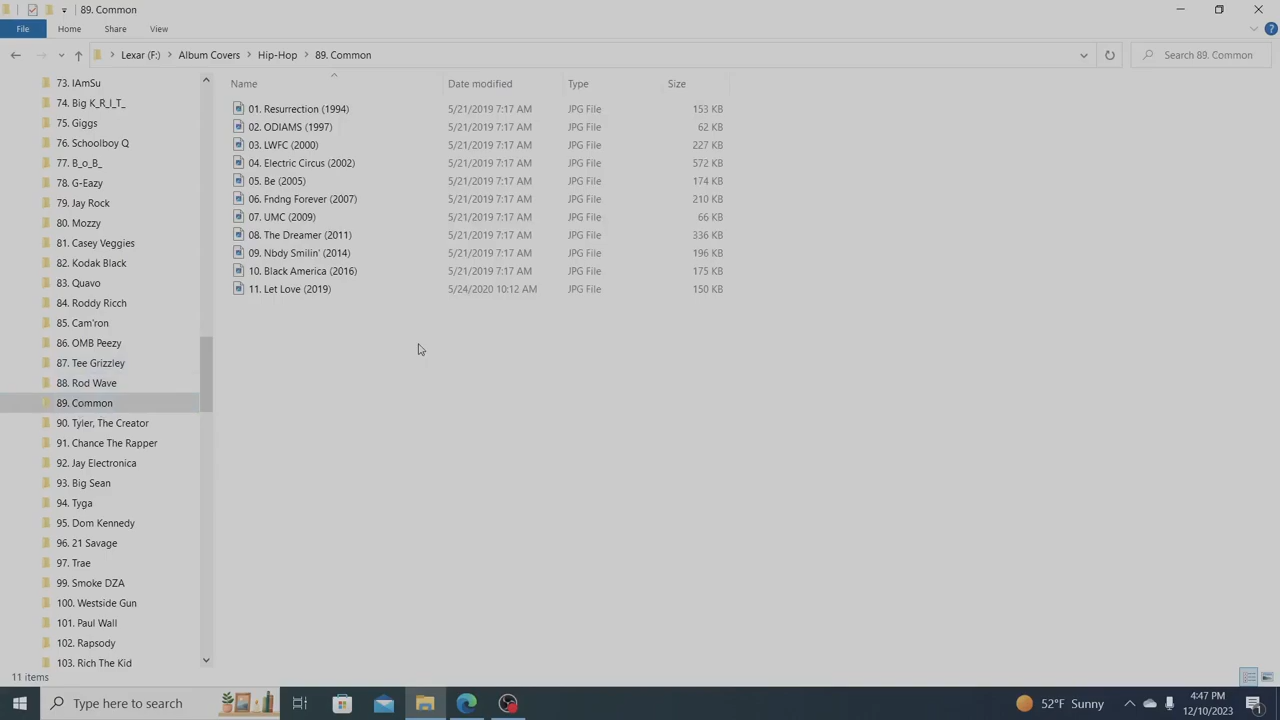 89. Common
File
Home
Share
View
Lexar (F:) > Album Covers > Hip-Hop > 89. Common
Search 89. Common
Name
Date modified
Type
Size
73. IAmSu
74. Big K_R_I_T_
75. Giggs
76. Schoolboy Q
77. B_o_B_
78. G-Eazy
79. Jay Rock
80. Mozzy
81. Casey Veggies
82. Kodak Black
83. Quavo
84. Roddy Ricch
85. Cam'ron
86. OMB Peezy
87. Tee Grizzley
88. Rod Wave
89. Common
90. Tyler, The Creator
91. Chance The Rapper
92. Jay Electronica
93. Big Sean
94. Tyga
95. Dom Kennedy
96. 21 Savage
97. Trae
99. Smoke DZA
100. Westside Gun
101. Paul Wall
102. Rapsody
103. Rich The Kid
01. Resurrection (1994) 5/21/2019 7:17 AM JPG File 153 KB
02. ODIAMS (1997) 5/21/2019 7:17 AM JPG File 62 KB
03. LWFC (2000) 5/21/2019 7:17 AM JPG File 227 KB
04. Electric Circus (2002) 5/21/2019 7:17 AM JPG File 572 KB
05. Be (2005) 5/21/2019 7:17 AM JPG File 174 KB
06. Fndng Forever (2007) 5/21/2019 7:17 AM JPG File 210 KB
07. UMC (2009) 5/21/2019 7:17 AM JPG File 66 KB
08. The Dreamer (2011) 5/21/2019 7:17 AM JPG File 336 KB
09. Nbdy Smilin' (2014) 5/21/2019 7:17 AM JPG File 196 KB
10. Black America (2016) 5/21/2019 7:17 AM JPG File 175 KB
11. Let Love (2019) 5/24/2020 10:12 AM JPG File 150 KB
11 items
Type here to search
52°F Sunny
4:47 PM
12/10/2023
1